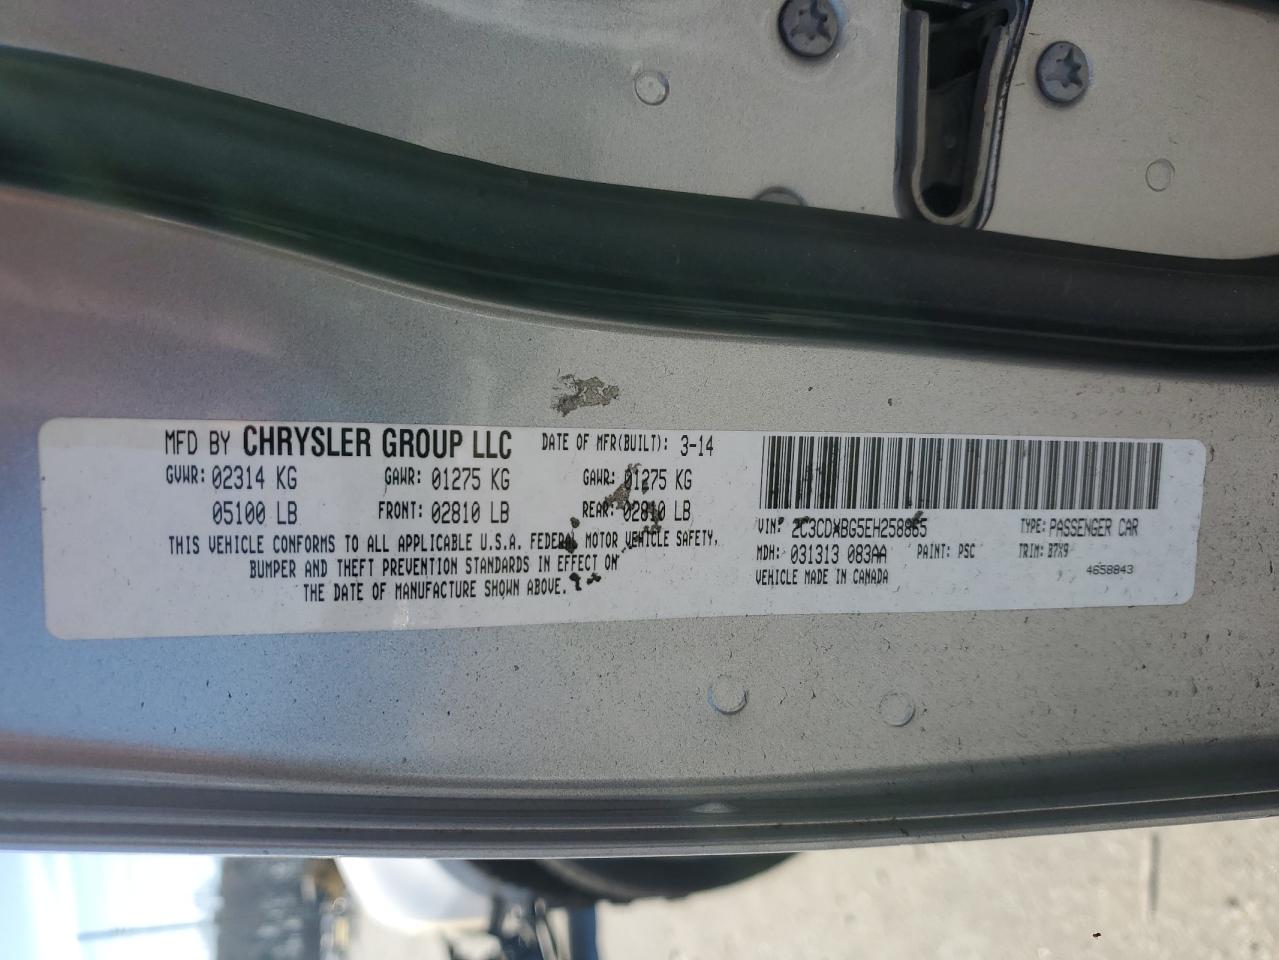 MFD BY CHRYSLER GROUP LLC DATE OF MFR(BUILT): 3-14
GVWR: 02314 KG GAWR: 01275 KG GAWR: 01275 KG
05100 LB FRONT: 02810 LB REAR: 02810 LB
THIS VEHICLE CONFORMS TO ALL APPLICABLE U.S.A. FEDERAL MOTOR VEHICLE SAFETY,
BUMPER AND THEFT PREVENTION STANDARDS IN EFFECT ON
THE DATE OF MANUFACTURE SHOWN ABOVE.
VIN: 2C3CDXBG5EH258865 TYPE: PASSENGER CAR
MDH: 031313 083AA PAINT: PSC TRIM: B7X9
VEHICLE MADE IN CANADA 4658843